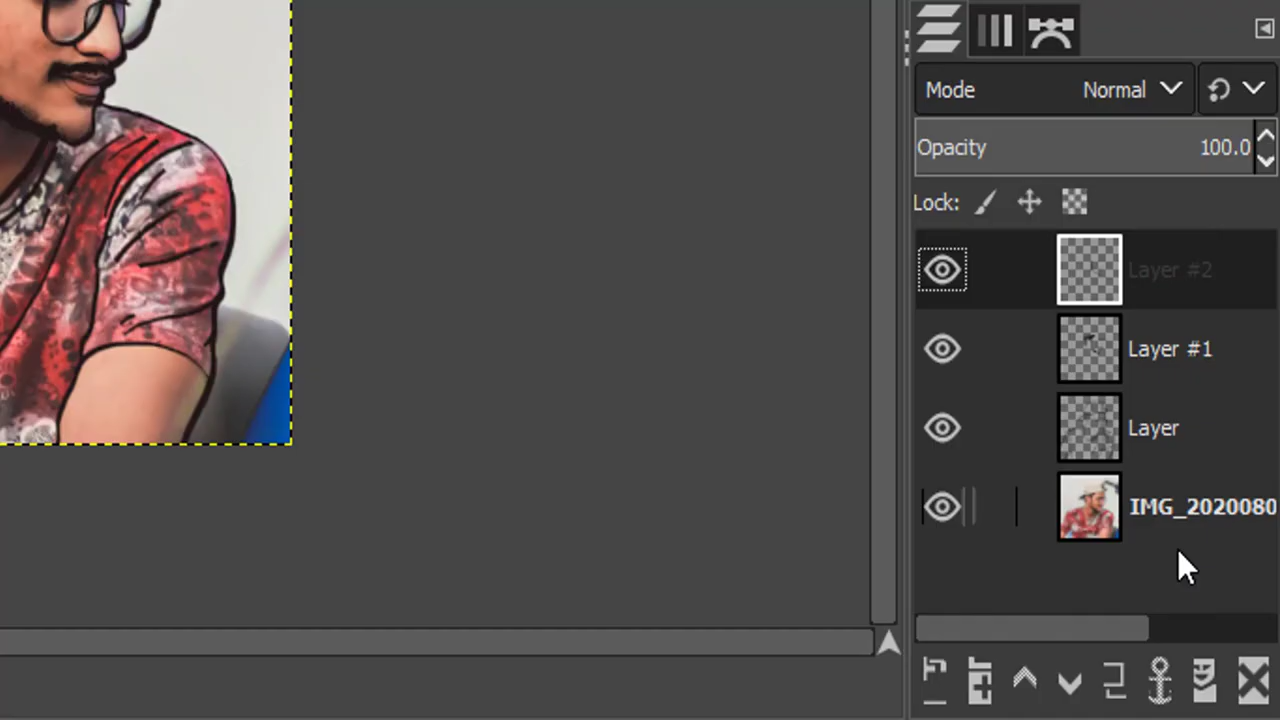 Mode Normal
Opacity 100.0
Lock:
Layer #2
Layer #1
Layer
IMG_2020080